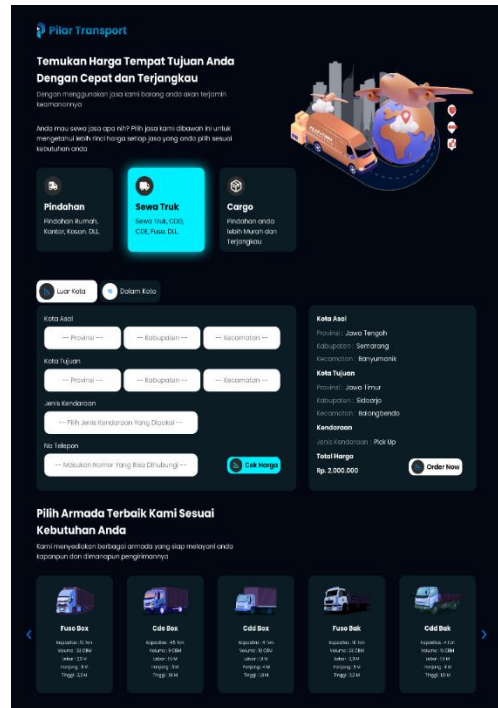 Pilar Transport
Temukan Harga Tempat Tujuan Anda
Dengan Cepat dan Terjangkau
Dengan menggunakan jasa kami barang anda akan terjamin
keamanannya
Anda mau sewa jasa apa nih? Pilih jasa kami dibawah ini untuk
mengetahui lebih rinci harga setiap jasa yang anda pilih sesuai
kebutuhan anda
Pindahan
Pindahan Rumah,
Kantor, Kosan. DLL.
Sewa Truk
Sewa Truk, CDD,
CDE, Fuso, DLL.
Cargo
Pindahan anda
lebih Murah dan
Terjangkau
Luar Kota
Dalam Kota
Kota Asal
-- Provinsi --
-- Kabupaten --
-- Kecamatan --
Kota Tujuan
-- Provinsi --
-- Kabupaten --
-- Kecamatan --
Jenis Kendaraan
-- Pilih Jenis Kendaraan Yang Dipakai --
No Telepon
-- Masukan Nomor Yang Bisa Dihubungi --
Cek Harga
Kota Asal
Provinsi : Jawa Tengah
Kabupaten : Semarang
Kecamatan : Banyumanik
Kota Tujuan
Provinsi : Jawa Timur
Kabupaten : Sidoarjo
Kecamatan : Balongbendo
Kendaraan
Jenis Kendaraan : Pick Up
Total Harga
Rp. 2.000.000
Order Now
Pilih Armada Terbaik Kami Sesuai
Kebutuhan Anda
Kami menyediakan berbagai armada yang siap melayani anda
kapanpun dan dimanapun pengirimannya
Fuso Box
Cde Box
Cdd Box
Fuso Bak
Cdd Bak